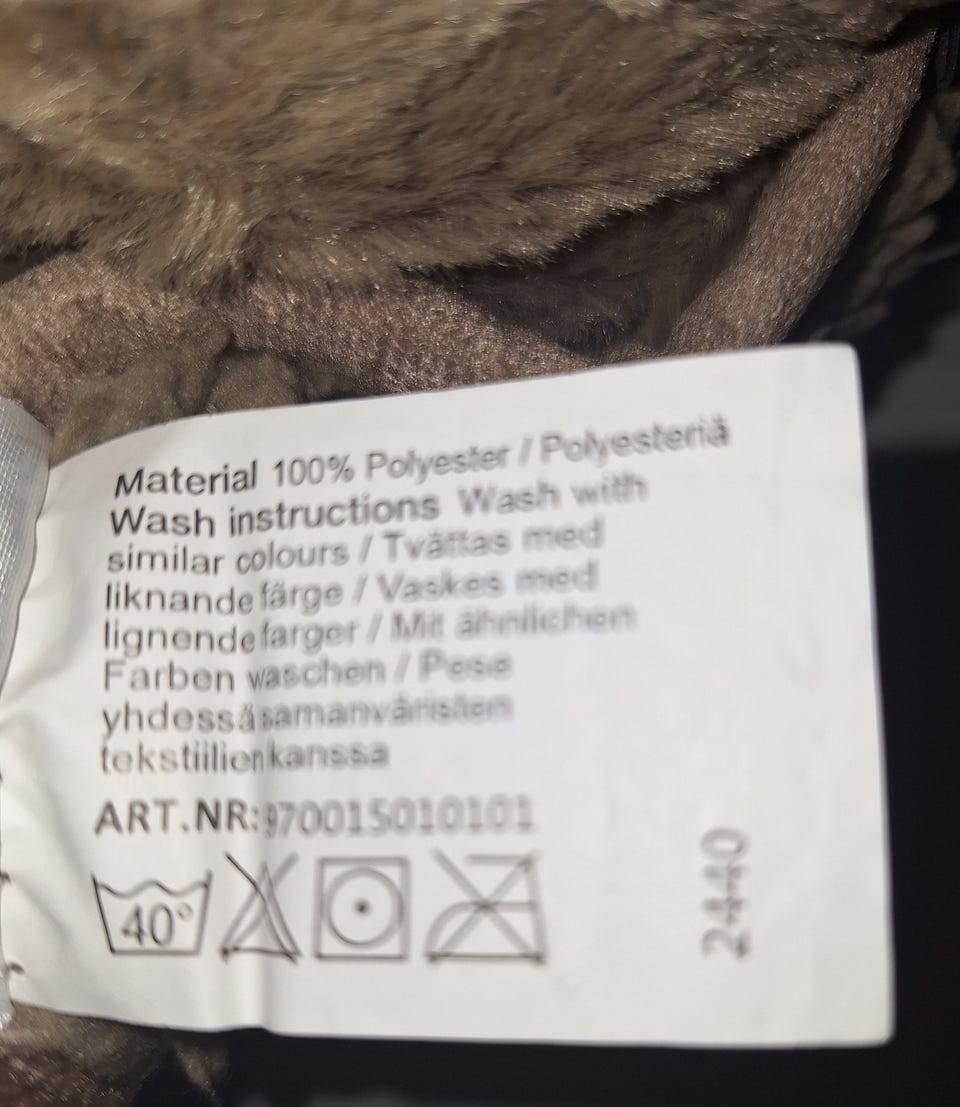 Material 100% Polyester / Polyesteriä
Wash instructions Wash with
similar colours / Tvättas med
liknande färge / Vaskes med
lignende farger / Mit ähnlichen
Farben waschen / Pese
yhdessä samanväristen
tekstiilien kanssa
ART.NR:970015010101
40°
2440